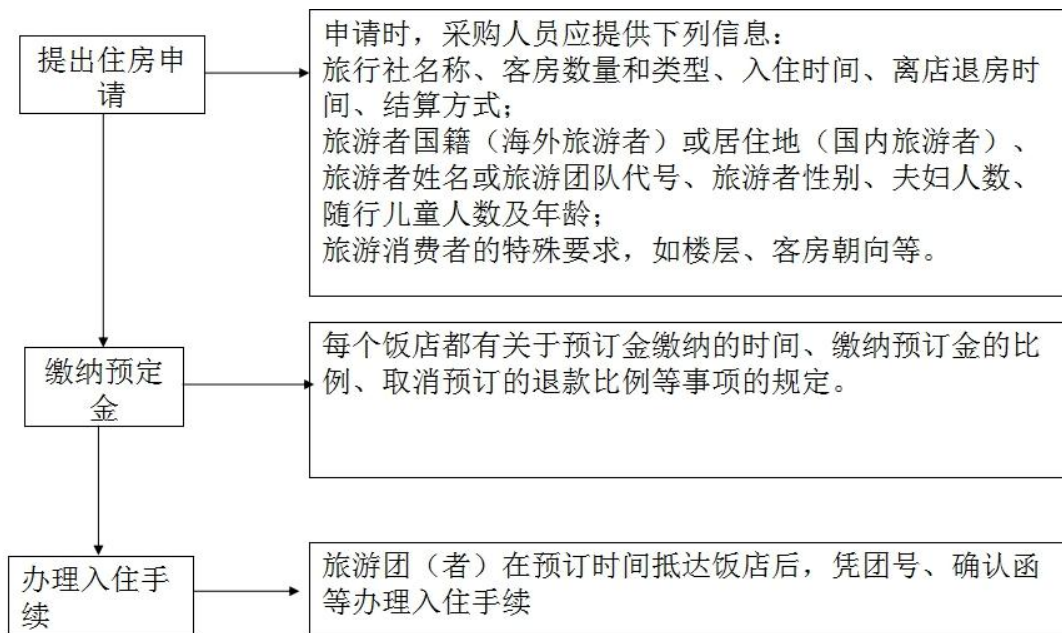 提出住房申
请
申请时，采购人员应提供下列信息：
旅行社名称、客房数量和类型、入住时间、离店退房时
间、结算方式；
旅游者国籍（海外旅游者）或居住地（国内旅游者）、
旅游者姓名或旅游团队代号、旅游者性别、夫妇人数、
随行儿童人数及年龄；
旅游消费者的特殊要求，如楼层、客房朝向等。
缴纳预定
金
每个饭店都有关于预订金缴纳的时间、缴纳预订金的比
例、取消预订的退款比例等事项的规定。
办理入住手
续
旅游团（者）在预订时间抵达饭店后，凭团号、确认函
等办理入住手续